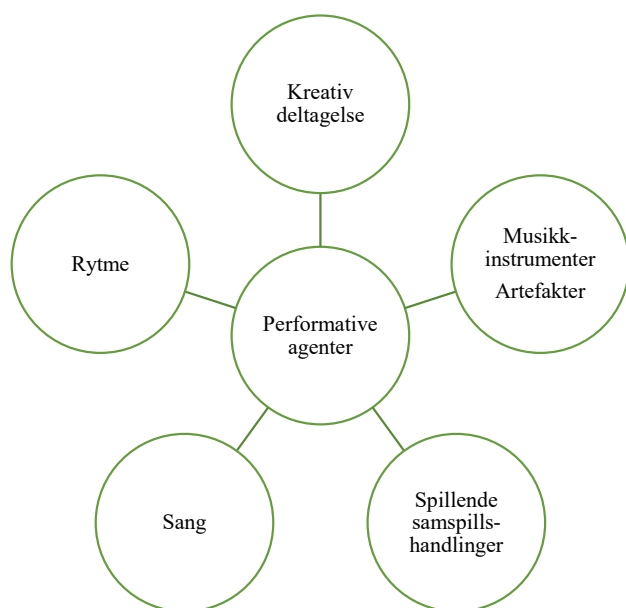 Kreativ
deltagelse
Rytme
Musikk-
instrumenter
Artefakter
Performative
agenter
Sang
Spillende
samspills-
handlinger